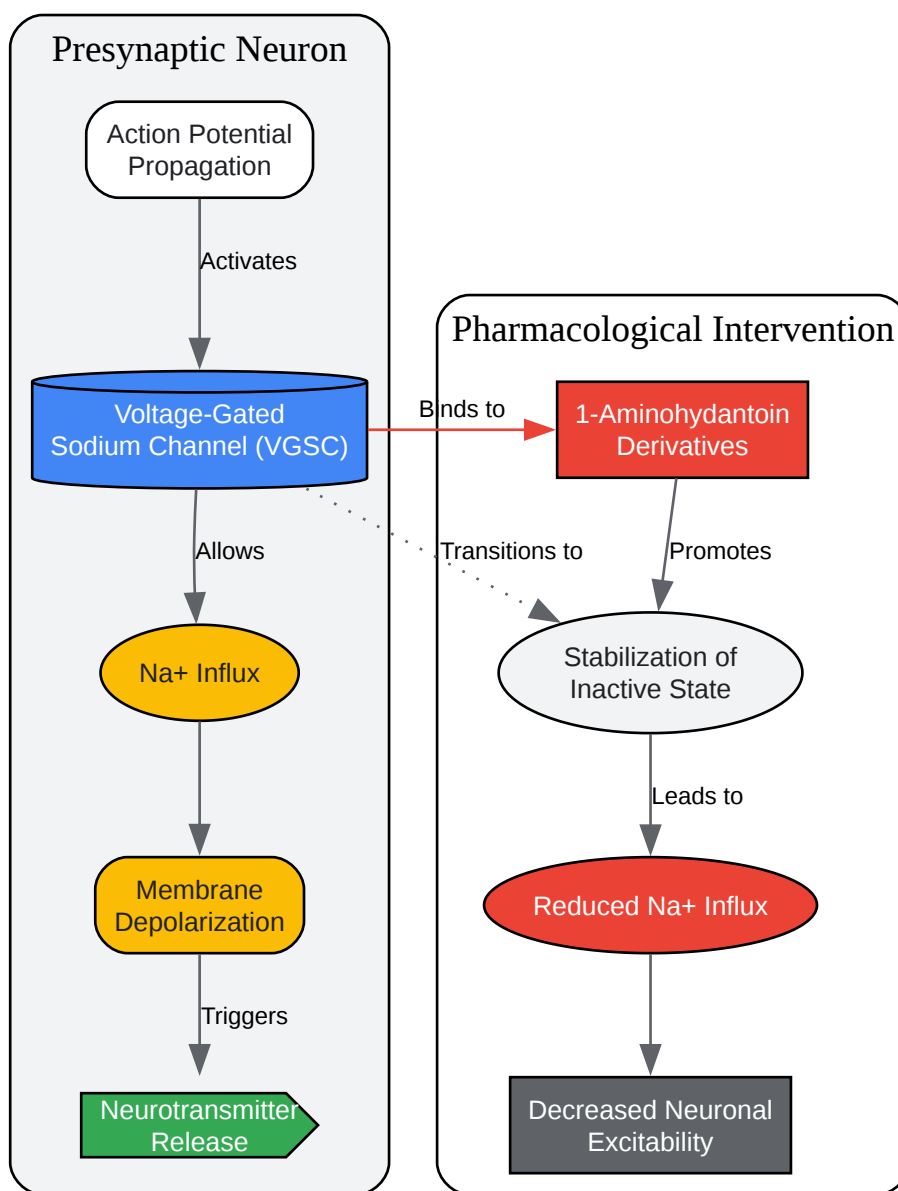 Presynaptic Neuron
Action Potential
Propagation
Activates
Voltage-Gated
Sodium Channel (VGSC)
Allows
Na+ Influx
Membrane
Depolarization
Triggers
Neurotransmitter
Release
Pharmacological Intervention
Binds to
1-Aminohydantoin
Derivatives
Transitions to
Promotes
Stabilization of
Inactive State
Leads to
Reduced Na+ Influx
Decreased Neuronal
Excitability